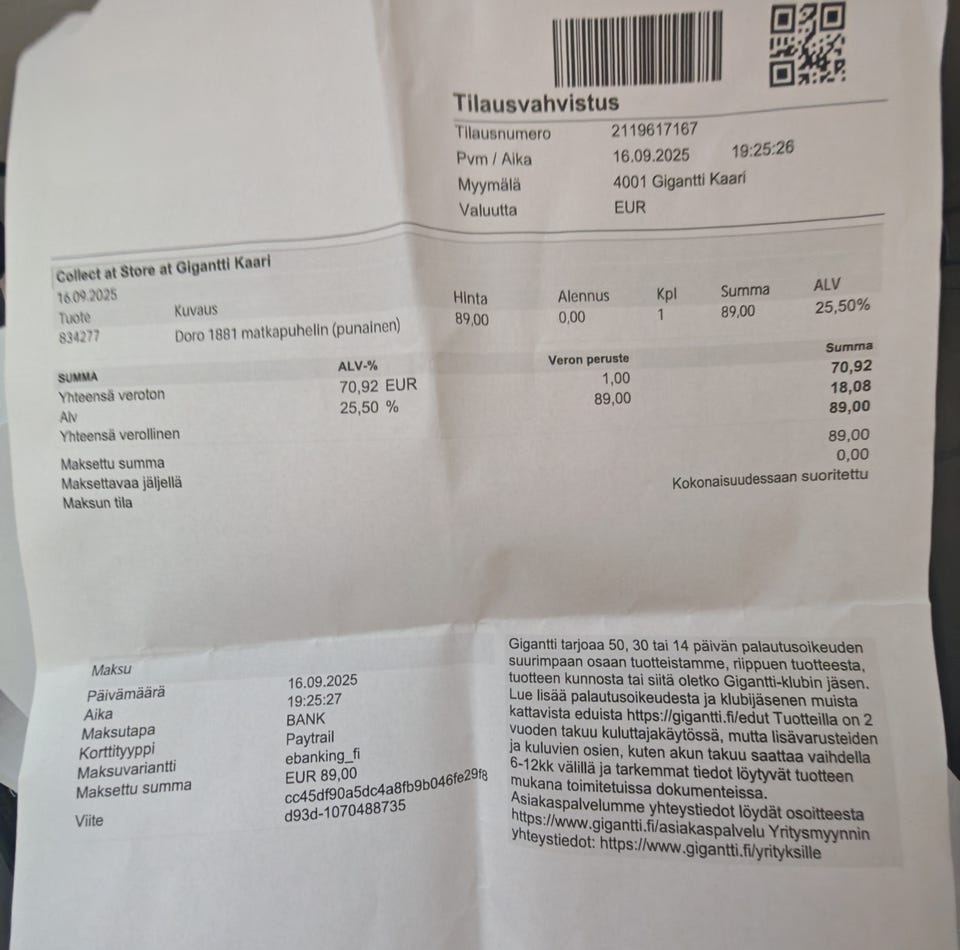 Tilausvahvistus
Tilausnumero 2119617167
Pvm / Aika 16.09.2025 19:25:26
Myymälä 4001 Gigantti Kaari
Valuutta EUR
Collect at Store at Gigantti Kaari
16.09.2025
Tuote Kuvaus Hinta Alennus Kpl Summa ALV
834277 Doro 1881 matkapuhelin (punainen) 89,00 0,00 1 89,00 25,50%
SUMMA ALV-% Veron peruste Summa
Yhteensä veroton 70,92 EUR 1,00 70,92
Alv 25,50 % 89,00 18,08
Yhteensä verollinen 89,00
Maksettu summa 89,00
Maksettavaa jäljellä 0,00
Maksun tila Kokonaisuudessaan suoritettu
Maksu
Päivämäärä 16.09.2025
Aika 19:25:27
Maksutapa BANK
Korttityyppi Paytrail
Maksuvariantti ebanking_fi
Maksettu summa EUR 89,00
Viite cc45df90a5dc4a8fb9b046fe29f8
d93d-1070488735
Gigantti tarjoaa 50, 30 tai 14 päivän palautusoikeuden
suurimpaan osaan tuotteistamme, riippuen tuotteesta,
tuotteen kunnosta tai siitä oletko Gigantti-klubin jäsen.
Lue lisää palautusoikeudesta ja klubijäsenen muista
kattavista eduista https://gigantti.fi/edut Tuotteilla on 2
vuoden takuu kuluttajakäytössä, mutta lisävarusteiden
ja kuluvien osien, kuten akun takuu saattaa vaihdella
6-12kk välillä ja tarkemmat tiedot löytyvät tuotteen
mukana toimitetuissa dokumenteissa.
Asiakaspalvelumme yhteystiedot löydät osoitteesta
https://www.gigantti.fi/asiakaspalvelu Yritysmyynnin
yhteystiedot: https://www.gigantti.fi/yrityksille